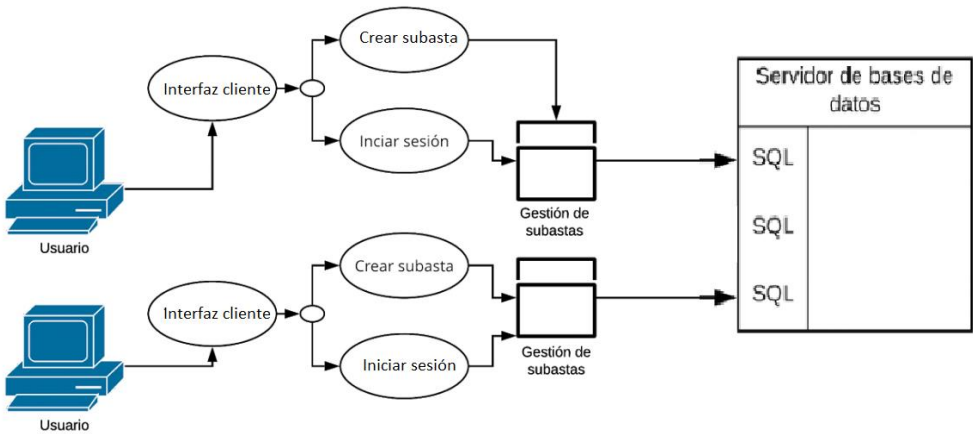 Crear subasta
Interfaz cliente
Inciar sesión
Usuario
Gestión de
subastas
Crear subasta
Interfaz cliente
Iniciar sesión
Usuario
Gestión de
subastas
Servidor de bases de
datos
SQL
SQL
SQL